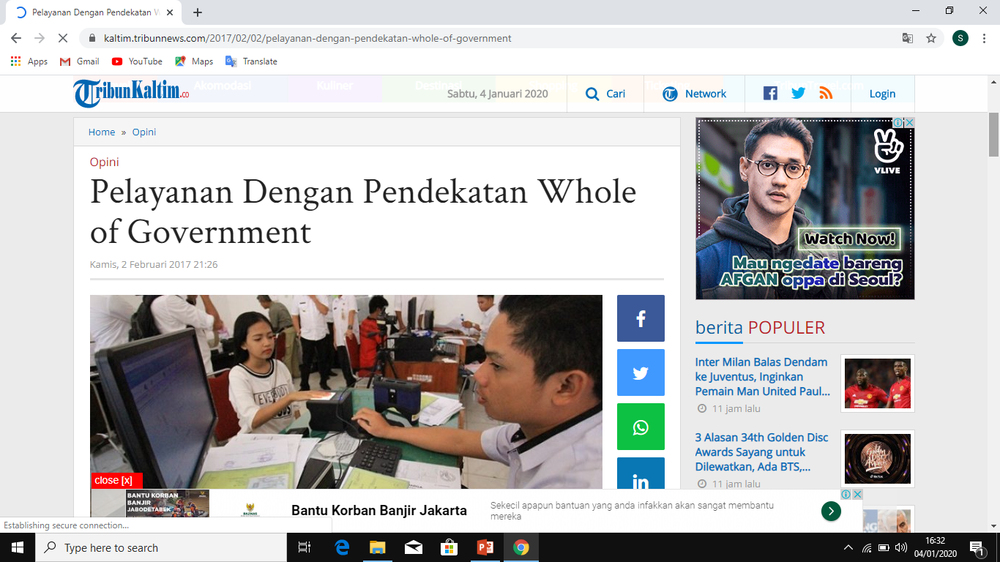 Pelayanan Dengan Pendekatan W
kaltim.tribunnews.com/2017/02/02/pelayanan-dengan-pendekatan-whole-of-government
S
Apps Gmail YouTube Maps Translate
TribunKaltim.co
Akomodasi Kuliner Destinasi
Sabtu, 4 Januari 2020 Cari Network Login
Home » Opini
Opini
Pelayanan Dengan Pendekatan Whole
of Government
Kamis, 2 Februari 2017 21:26
VLIVE
Watch Now!
Mau ngedate bareng
AFGAN oppa di Seoul?
berita POPULER
Inter Milan Balas Dendam
ke Juventus, Inginkan
Pemain Man United Paul...
11 jam lalu
3 Alasan 34th Golden Disc
Awards Sayang untuk
Dilewatkan, Ada BTS,...
11 jam lalu
close [x]
BANTU KORBAN
BANJIR
JABODETABEK
BAZNAS
Bantu Korban Banjir Jakarta
Sekecil apapun bantuan yang anda infakkan akan sangat membantu
mereka
Establishing secure connection...
Type here to search
16:32
04/01/2020
1